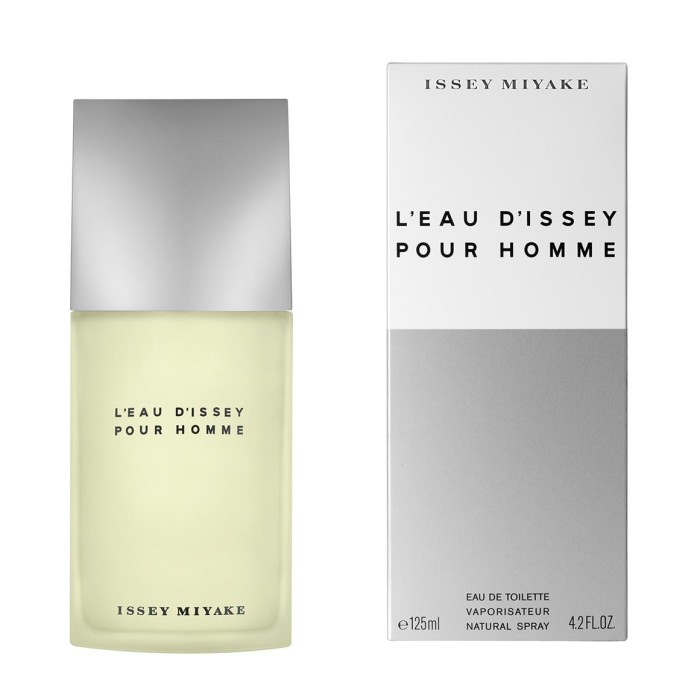 L'EAU D'ISSEY
POUR HOMME
ISSEY MIYAKE
ISSEY MIYAKE
L'EAU D'ISSEY
POUR HOMME
EAU DE TOILETTE
VAPORISATEUR
℮125ml NATURAL SPRAY 4.2 FL.OZ.